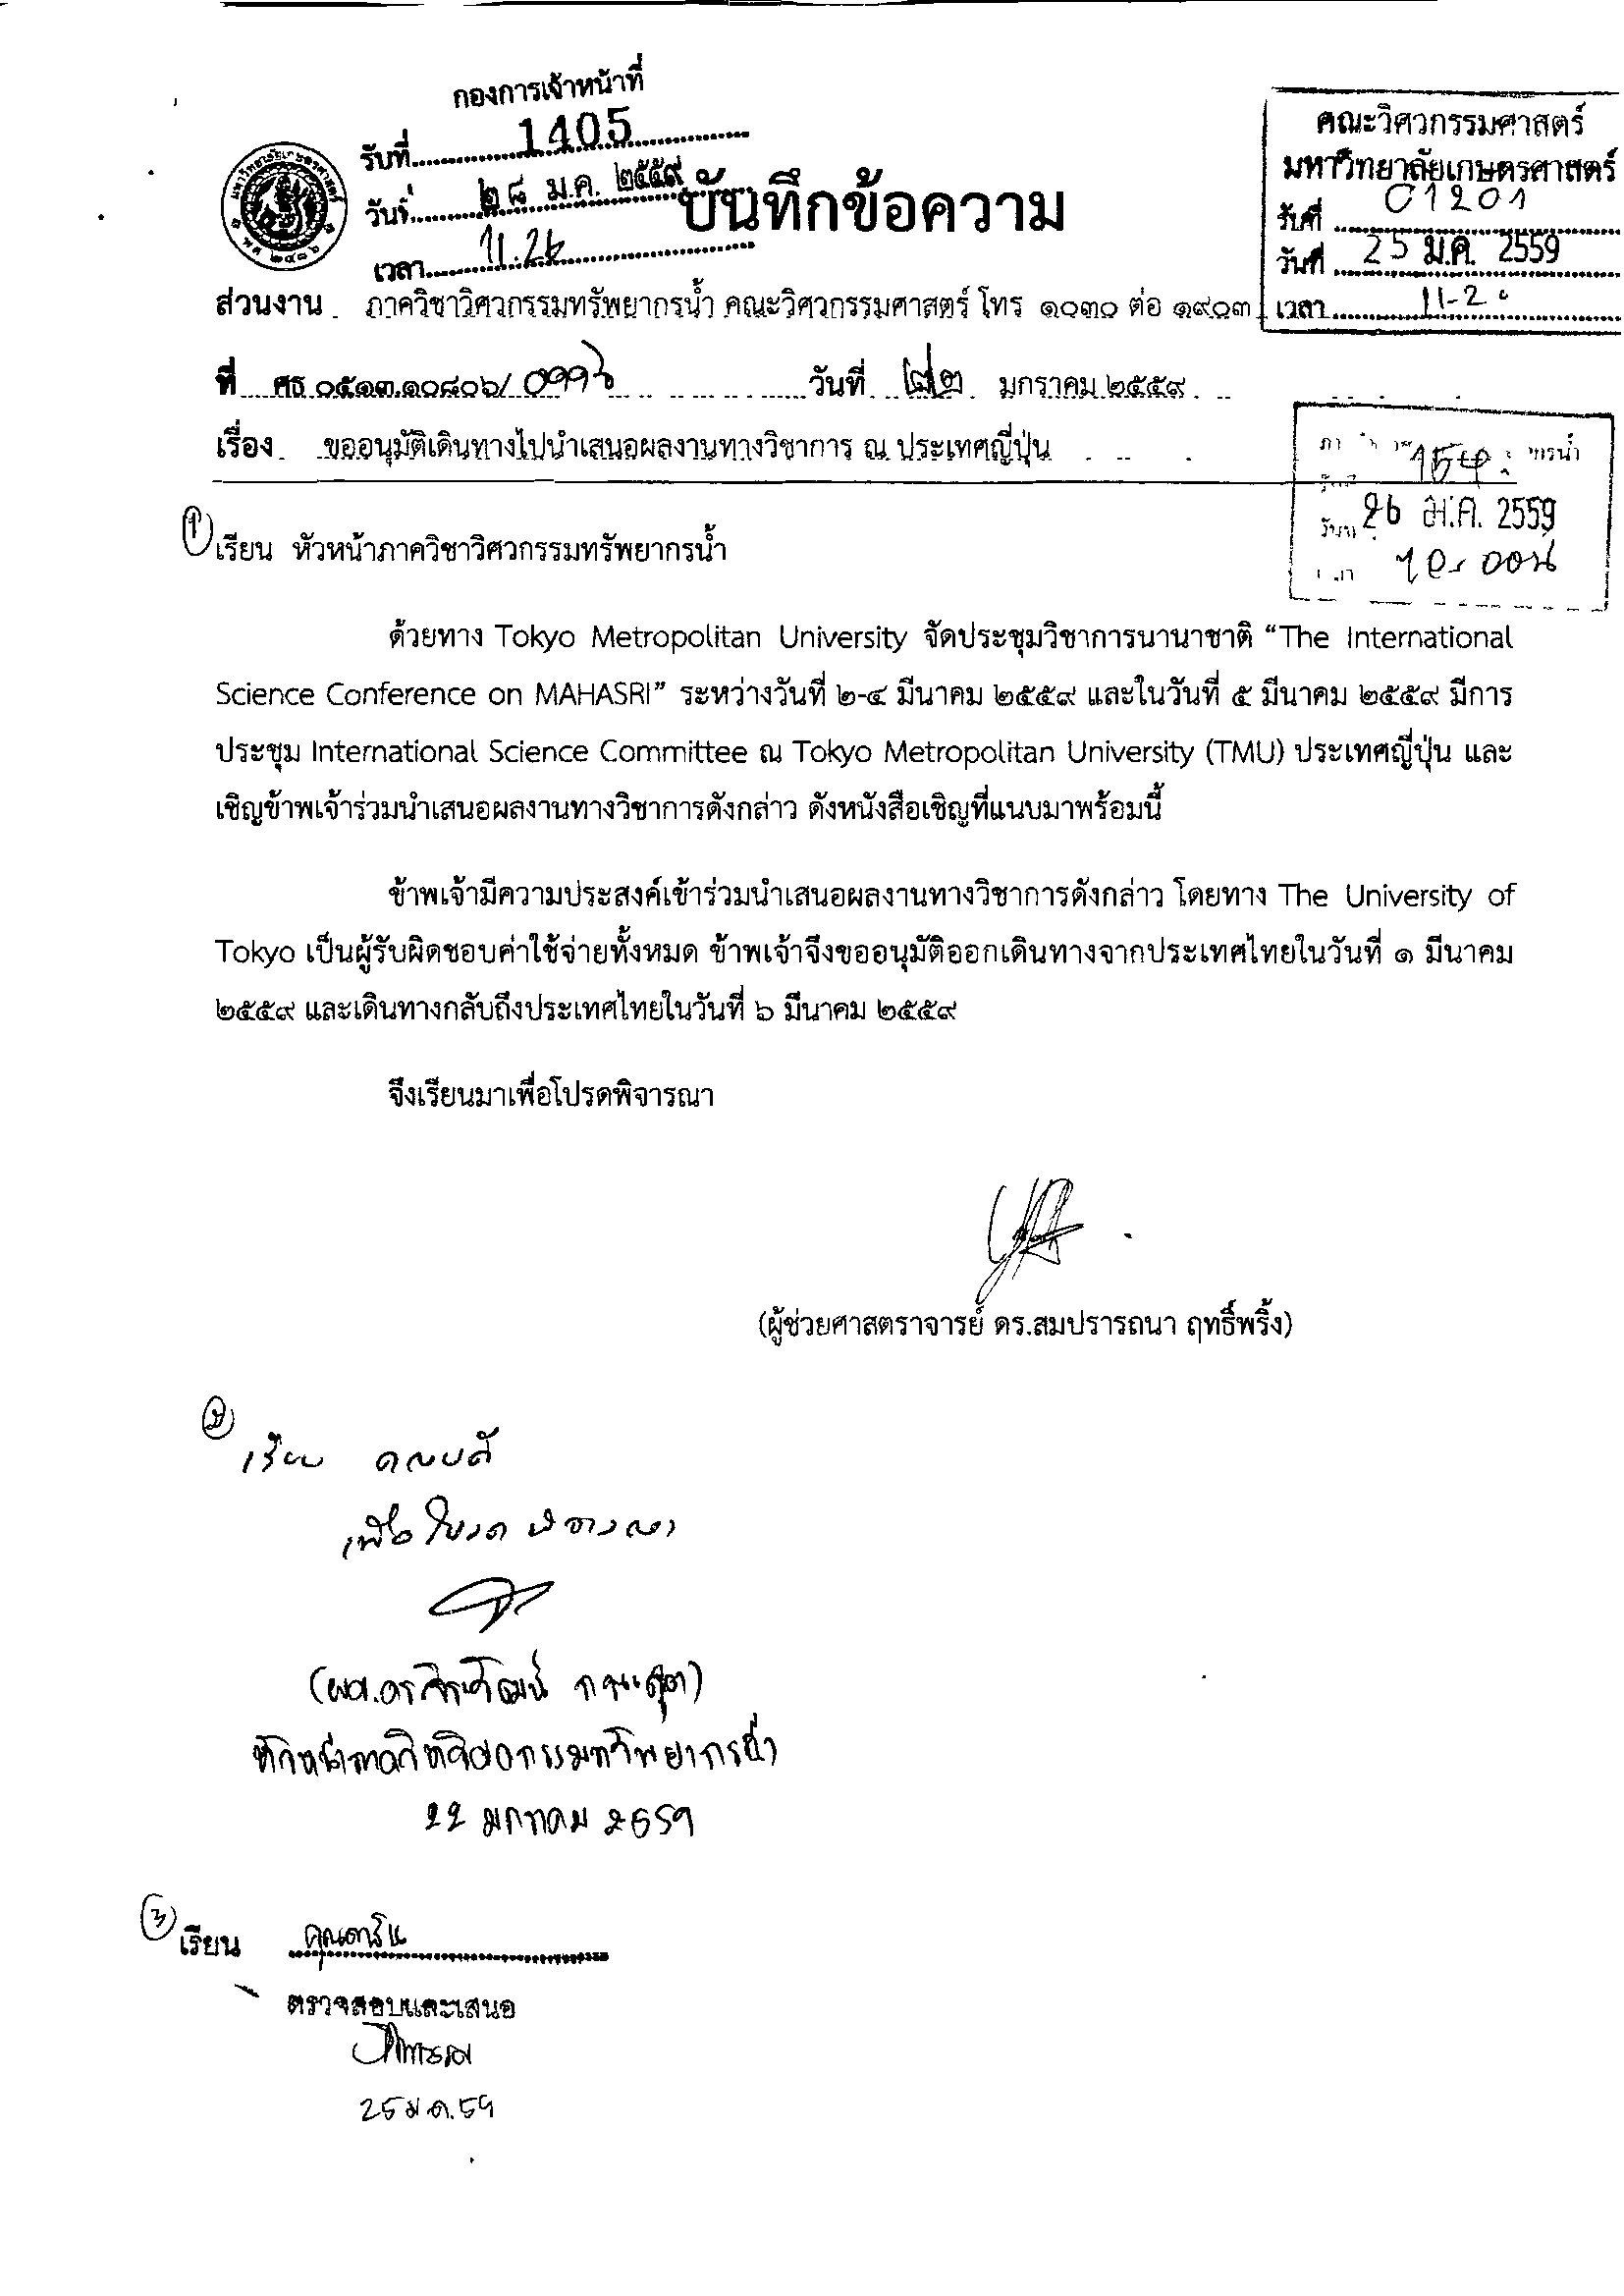 กองการเจ้าหน้าที่
รับที่ 1405
วันที่ ๒๘ ม.ค. ๒๕๕๙
เวลา 11.26
คณะวิศวกรรมศาสตร์
มหาวิทยาลัยเกษตรศาสตร์
รับที่ 01201
วันที่ 25 ม.ค. 2559
เวลา 11-20
บันทึกข้อความ
ส่วนงาน ภาควิชาวิศวกรรมทรัพยากรน้ำ คณะวิศวกรรมศาสตร์ โทร ๑๐๓๐ ต่อ ๑๙๐๓
ที่ ศธ ๐๕๑๓.๑๐๘๐๖/ วันที่ ๒๒ มกราคม ๒๕๕๙
เรื่อง ขออนุมัติเดินทางไปนำเสนอผลงานทางวิชาการ ณ ประเทศญี่ปุ่น
26 ม.ค. 2559
๑ เรียน หัวหน้าภาควิชาวิศวกรรมทรัพยากรน้ำ
ด้วยทาง Tokyo Metropolitan University จัดประชุมวิชาการนานาชาติ “The International
Science Conference on MAHASRI” ระหว่างวันที่ ๒-๔ มีนาคม ๒๕๕๙ และในวันที่ ๕ มีนาคม ๒๕๕๙ มีการ
ประชุม International Science Committee ณ Tokyo Metropolitan University (TMU) ประเทศญี่ปุ่น และ
เชิญข้าพเจ้าร่วมนำเสนอผลงานทางวิชาการดังกล่าว ดังหนังสือเชิญที่แนบมาพร้อมนี้
ข้าพเจ้ามีความประสงค์เข้าร่วมนำเสนอผลงานทางวิชาการดังกล่าว โดยทาง The University of
Tokyo เป็นผู้รับผิดชอบค่าใช้จ่ายทั้งหมด ข้าพเจ้าจึงขออนุมัติออกเดินทางจากประเทศไทยในวันที่ ๑ มีนาคม
๒๕๕๙ และเดินทางกลับถึงประเทศไทยในวันที่ ๖ มีนาคม ๒๕๕๙
จึงเรียนมาเพื่อโปรดพิจารณา
(ผู้ช่วยศาสตราจารย์ ดร.สมปรารถนา ฤทธิ์พริ้ง)
๒ เรียน คณบดี
เพื่อโปรดพิจารณา
(ผศ.ดร.จิระวัฒน์ กณะสุต)
หัวหน้าภาควิชาวิศวกรรมทรัพยากรน้ำ
22 มกราคม 2559
3 เรียน
ตรวจสอบและเสนอ
25 ม.ค. 59